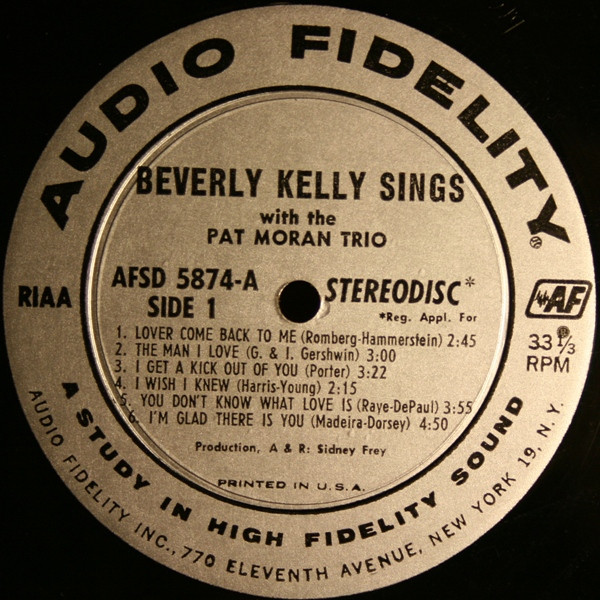 AUDIO FIDELITY
®
BEVERLY KELLY SINGS
with the
PAT MORAN TRIO
AFSD 5874-A
SIDE 1
STEREODISC*
*Reg. Appl. For
RIAA
AF
®
33 1/3
RPM
1. LOVER COME BACK TO ME (Romberg-Hammerstein) 2:45
2. THE MAN I LOVE (G. & I. Gershwin) 3:00
3. I GET A KICK OUT OF YOU (Porter) 3:22
4. I WISH I KNEW (Harris-Young) 2:15
5. YOU DON'T KNOW WHAT LOVE IS (Raye-DePaul) 3:55
6. I'M GLAD THERE IS YOU (Madeira-Dorsey) 4:50
Production, A & R: Sidney Frey
PRINTED IN U.S.A.
A STUDY IN HIGH FIDELITY SOUND
AUDIO FIDELITY INC., 770 ELEVENTH AVENUE, NEW YORK 19, N.Y.